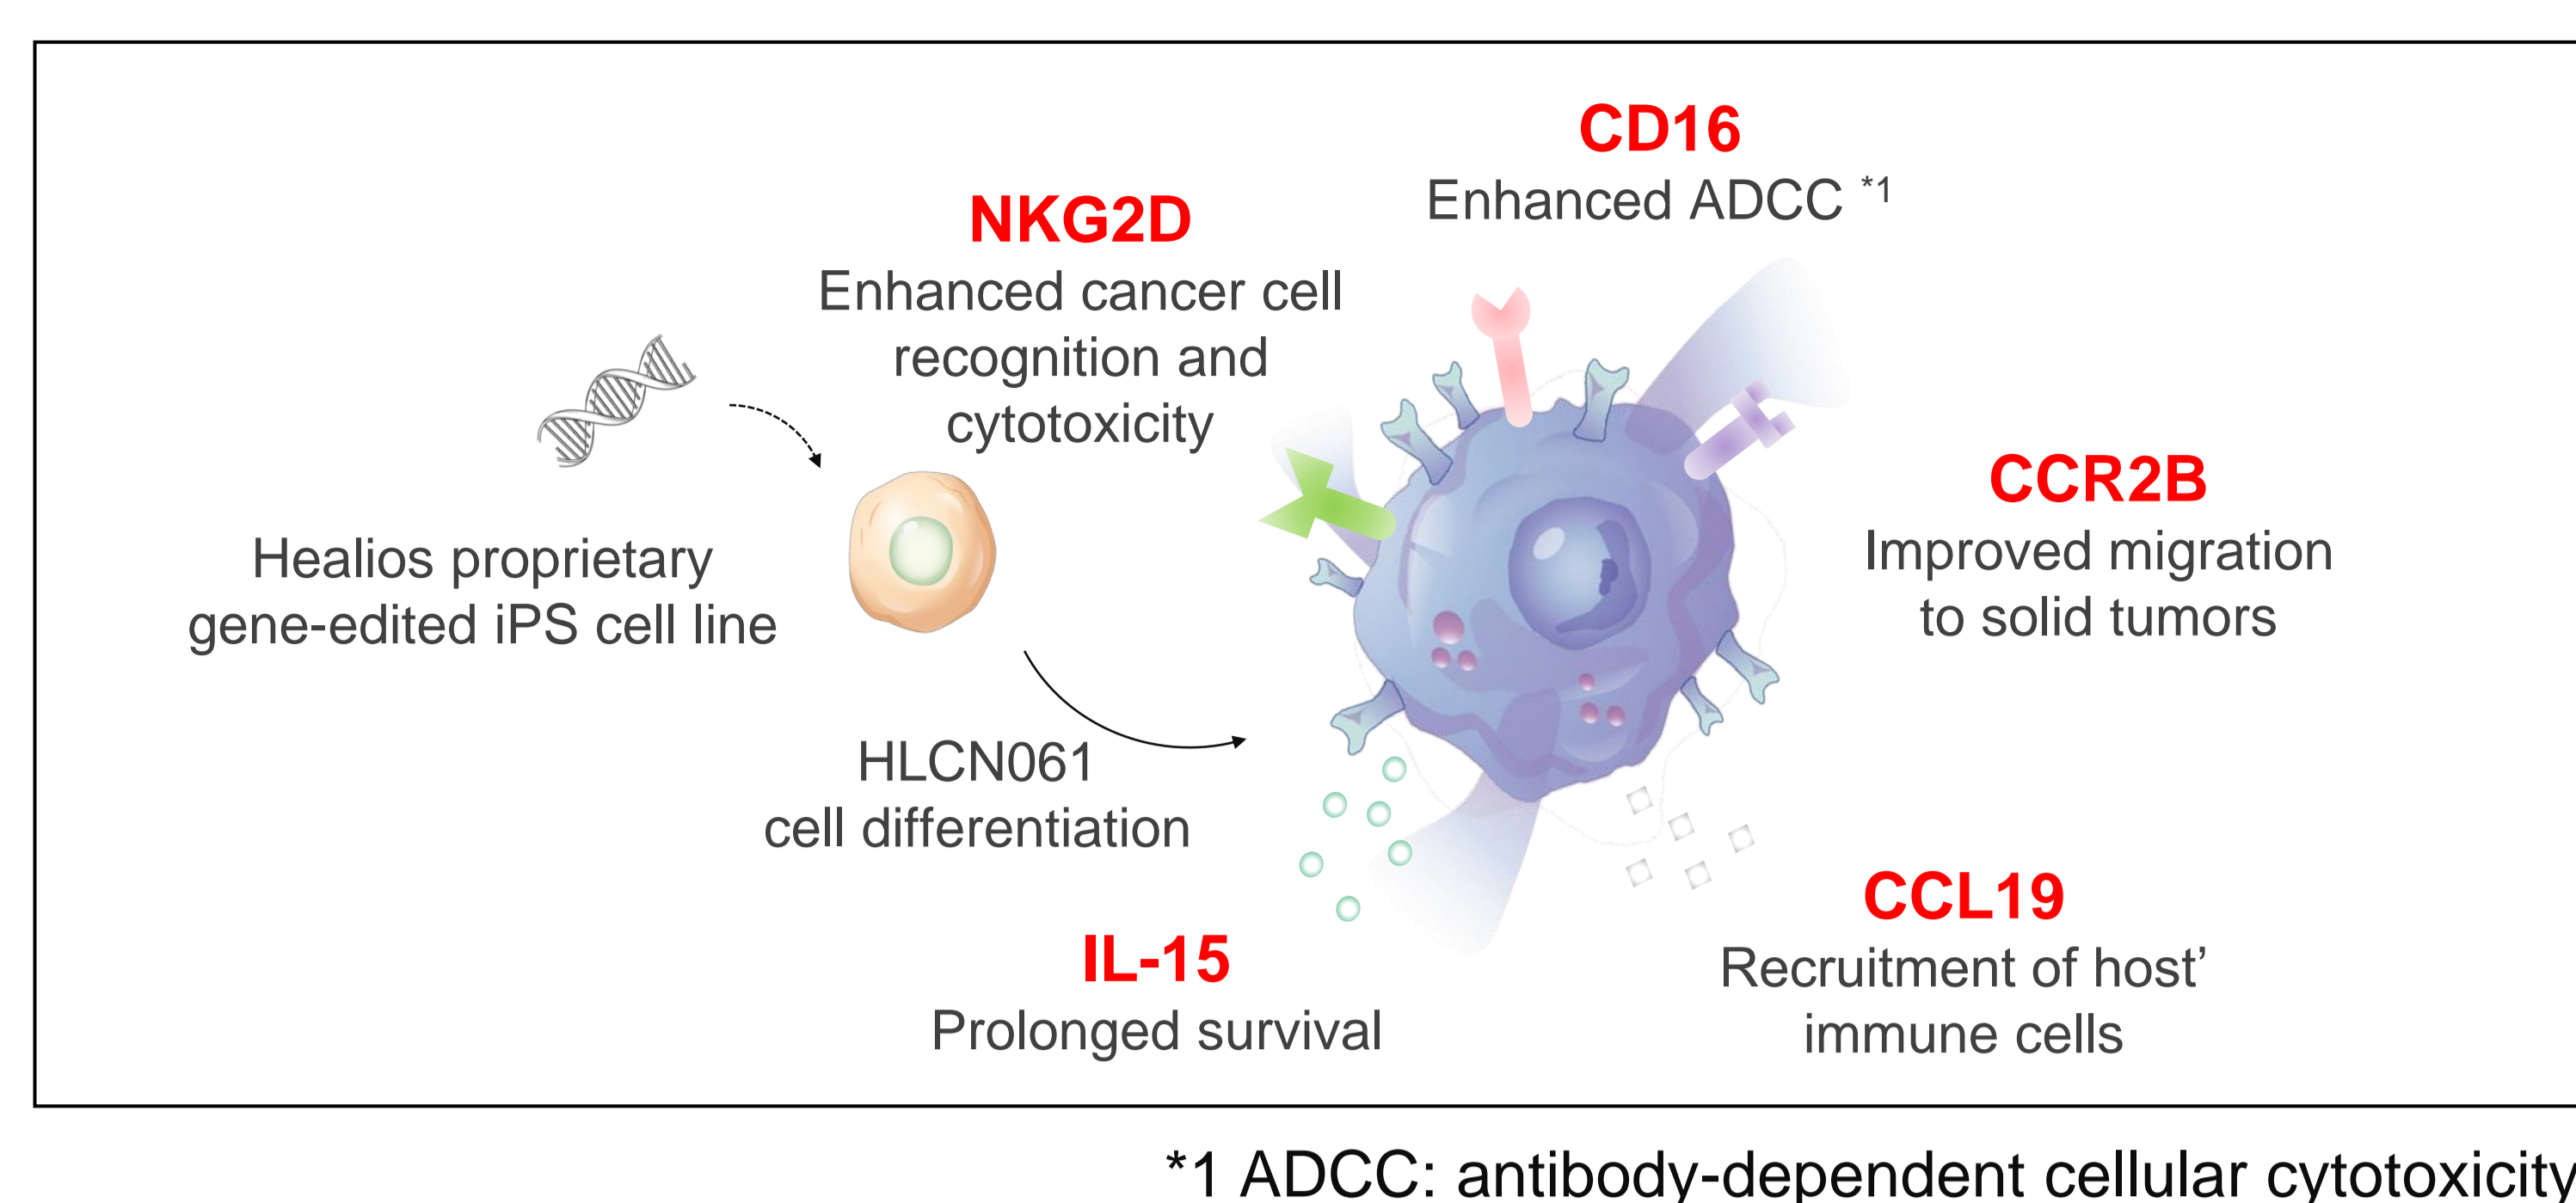 CD16
Enhanced ADCC *1
NKG2D
Enhanced cancer cell
recognition and
cytotoxicity
CCR2B
Improved migration
to solid tumors
Healios proprietary
gene-edited iPS cell line
HLCN061
cell differentiation
IL-15
Prolonged survival
CCL19
Recruitment of host’
immune cells
*1 ADCC: antibody-dependent cellular cytotoxicity